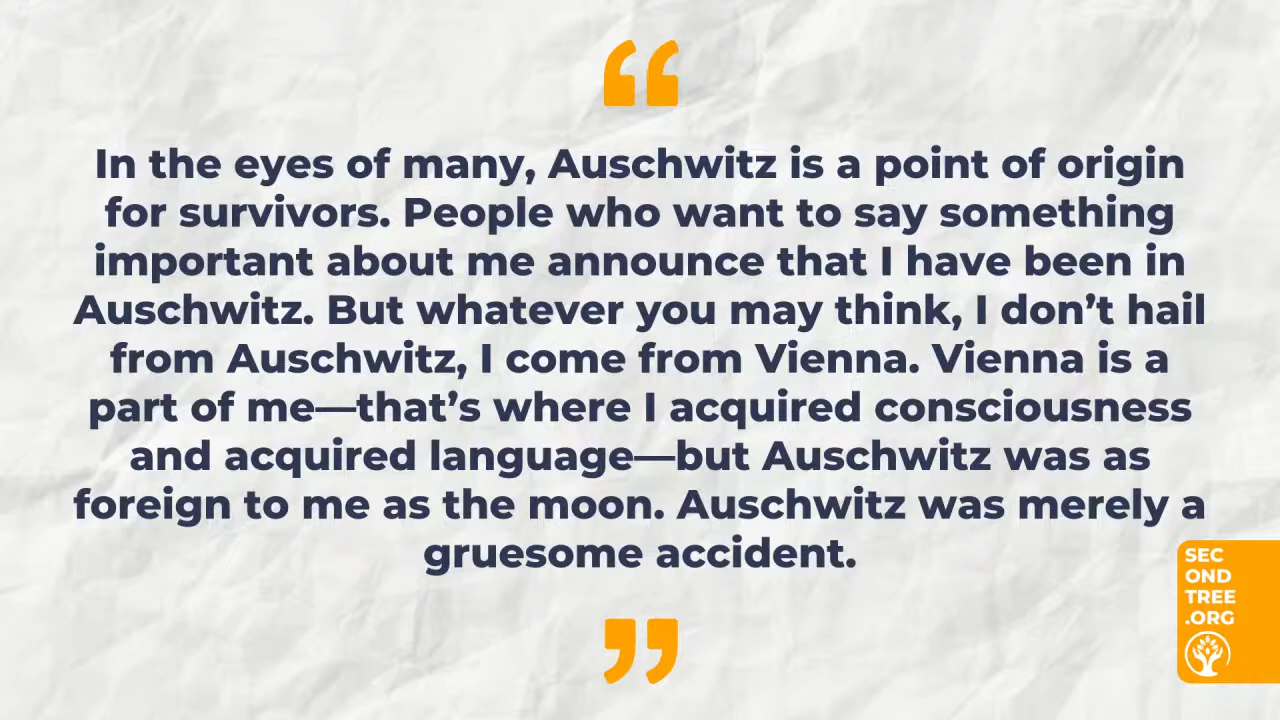 “
In the eyes of many, Auschwitz is a point of origin
for survivors. People who want to say something
important about me announce that I have been in
Auschwitz. But whatever you may think, I don’t hail
from Auschwitz, I come from Vienna. Vienna is a
part of me—that’s where I acquired consciousness
and acquired language—but Auschwitz was as
foreign to me as the moon. Auschwitz was merely a
gruesome accident.
”
SEC
OND
TREE
.ORG